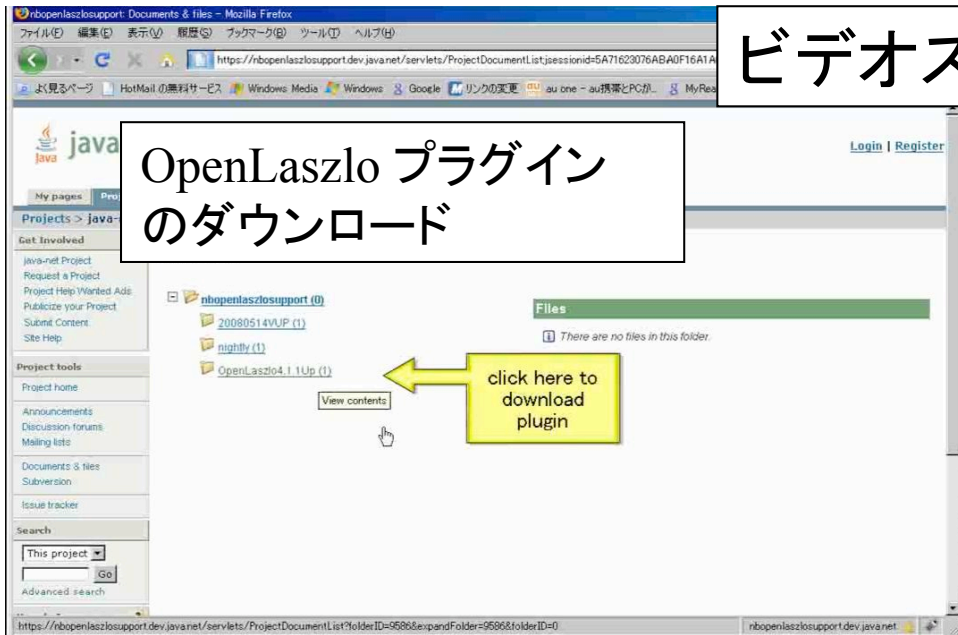 nbopenlaszlosupport: Documents & files - Mozilla Firefox
ファイル(F) 編集(E) 表示(V) 履歴(S) ブックマーク(B) ツール(T) ヘルプ(H)
https://nbopenlaszlosupport.dev.java.net/servlets/ProjectDocumentList;jsessionid=5A71623076ABA0F16A1A
ビデオス
よく見るページ HotMail の無料サービス Windows Media Windows Google リンクの変更 au one - au携帯とPCが... MyRea
Java java
Login | Register
OpenLaszlo プラグイン
のダウンロード
My pages Pro
Projects > java-
Get Involved
java-net Project
Request a Project
Project Help Wanted Ads
Publicize your Project
Submit Content
Site Help
Project tools
Project home
Announcements
Discussion forums
Mailing lists
Documents & files
Subversion
Issue tracker
Search
This project
Go
Advanced search
nbopenlaszlosupport (0)
20080514VUP (1)
nightly (1)
OpenLaszlo4.1.1Up (1)
View contents
Files
There are no files in this folder.
click here to
download
plugin
https://nbopenlaszlosupport.dev.java.net/servlets/ProjectDocumentList?folderID=9586&expandFolder=9586&folderID=0
nbopenlaszlosupport.dev.java.net